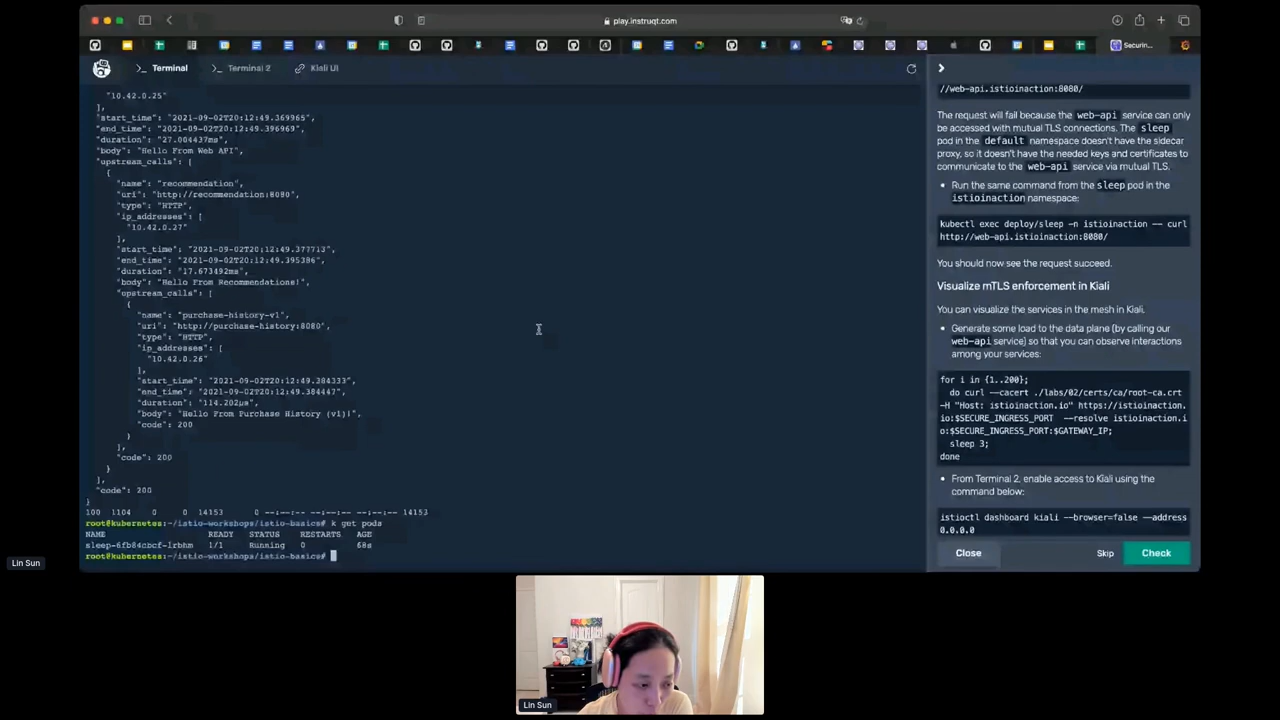 play.instruqt.com
Securin...
>_ Terminal
>_ Terminal 2
Kiali UI
"10.42.0.25"
],
"start_time": "2021-09-02T20:12:49.369965",
"end_time": "2021-09-02T20:12:49.396969",
"duration": "27.004437ms",
"body": "Hello From Web API",
"upstream_calls": [
{
"name": "recommendation",
"uri": "http://recommendation:8080",
"type": "HTTP",
"ip_addresses": [
"10.42.0.27"
],
"start_time": "2021-09-02T20:12:49.377713",
"end_time": "2021-09-02T20:12:49.395386",
"duration": "17.673492ms",
"body": "Hello From Recommendations!",
"upstream_calls": [
{
"name": "purchase-history-v1",
"uri": "http://purchase-history:8080",
"type": "HTTP",
"ip_addresses": [
"10.42.0.26"
],
"start_time": "2021-09-02T20:12:49.384333",
"end_time": "2021-09-02T20:12:49.384447",
"duration": "114.202µs",
"body": "Hello From Purchase History (v1)!",
"code": 200
}
],
"code": 200
}
],
"code": 200
}
100 1104 0 14153 0 --:--:-- --:--:-- --:--:-- 14153
root@kubernetes:~/istio-workshops/istio-basics# k get pods
NAME READY STATUS RESTARTS AGE
sleep-6fb84cbcf-lrbhm 1/1 Running 0 68s
root@kubernetes:~/istio-workshops/istio-basics#
//web-api.istioinaction:8080/
The request will fail because the web-api service can only
be accessed with mutual TLS connections. The sleep
pod in the default namespace doesn't have the sidecar
proxy, so it doesn't have the needed keys and certificates to
communicate to the web-api service via mutual TLS.
• Run the same command from the sleep pod in the
istioinaction namespace:
kubectl exec deploy/sleep -n istioinaction -- curl
http://web-api.istioinaction:8080/
You should now see the request succeed.
Visualize mTLS enforcement in Kiali
You can visualize the services in the mesh in Kiali.
• Generate some load to the data plane (by calling our
web-api service) so that you can observe interactions
among your services:
for i in {1..200};
do curl --cacert ./labs/02/certs/ca/root-ca.crt
-H "Host: istioinaction.io" https://istioinaction.
io:$SECURE_INGRESS_PORT --resolve istioinaction.i
o:$SECURE_INGRESS_PORT:$GATEWAY_IP;
sleep 3;
done
• From Terminal 2, enable access to Kiali using the
command below:
istioctl dashboard kiali --browser=false --address
0.0.0.0
Close
Skip
Check
Lin Sun
Lin Sun